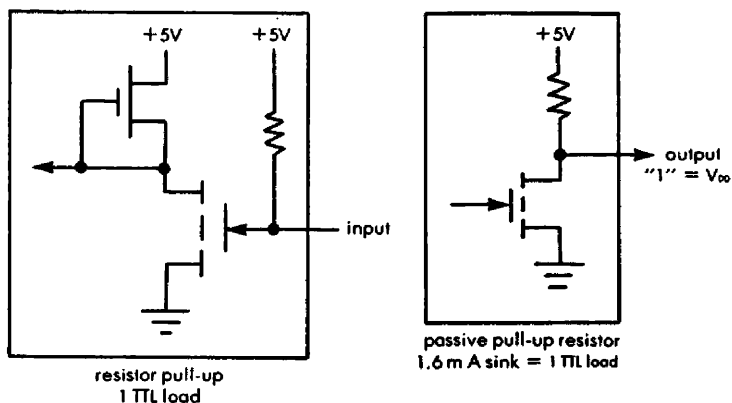 +5V
+5V
input
resistor pull-up
1 TTL load
+5V
output
"1" = VDD
passive pull-up resistor
1.6 m A sink = 1 TTL load